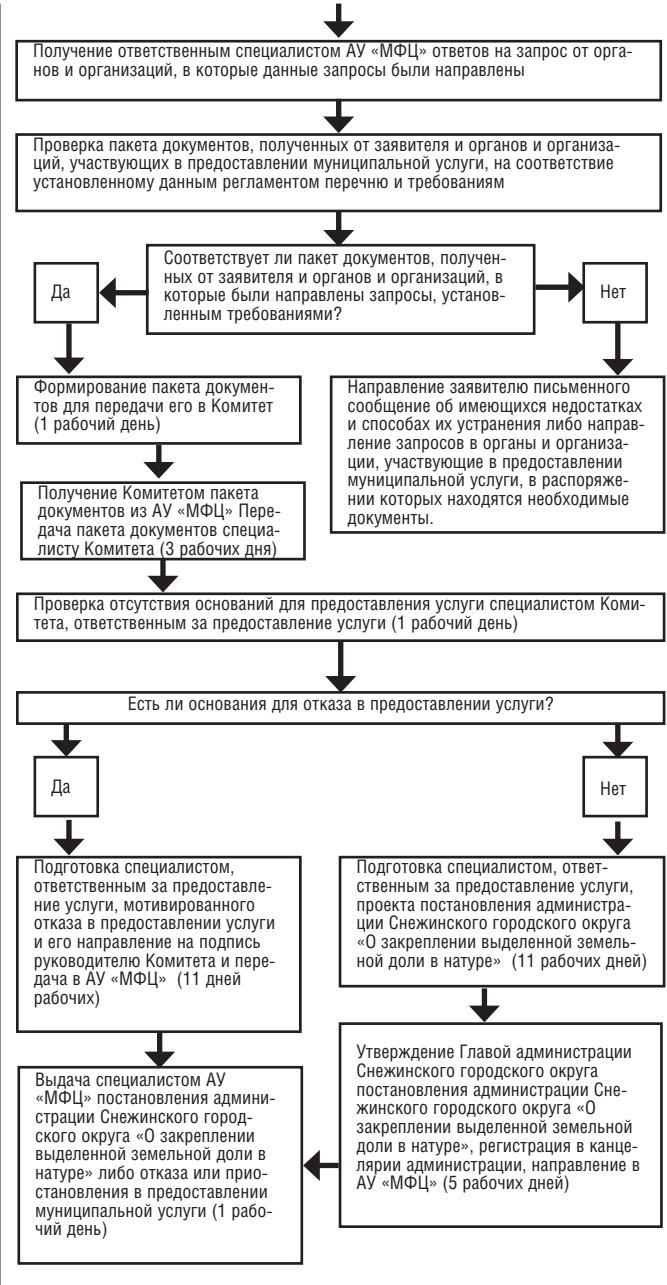 Получение ответственным специалистом АУ «МФЦ» ответов на запрос от орга-
нов и организаций, в которые данные запросы были направлены
Проверка пакета документов, полученных от заявителя и органов и организа-
ций, участвующих в предоставлении муниципальной услуги, на соответствие
установленному данным регламентом перечню и требованиям
Соответствует ли пакет документов, получен-
ных от заявителя и органов и организаций, в
которые были направлены запросы, установ-
ленным требованиями?
Да
Нет
Формирование пакета докумен-
тов для передачи его в Комитет
(1 рабочий день)
Направление заявителю письменного
сообщение об имеющихся недостатках
и способах их устранения либо направ-
ление запросов в органы и организа-
ции, участвующие в предоставлении
муниципальной услуги, в распоряже-
нии которых находятся необходимые
документы.
Получение Комитетом пакета
документов из АУ «МФЦ» Пере-
дача пакета документов специа-
листу Комитета (3 рабочих дня)
Проверка отсутствия оснований для предоставления услуги специалистом Коми-
тета, ответственным за предоставление услуги (1 рабочий день)
Есть ли основания для отказа в предоставлении услуги?
Да
Нет
Подготовка специалистом,
ответственным за предоставле-
ние услуги, мотивированного
отказа в предоставлении услуги
и его направление на подпись
руководителю Комитета и пере-
дача в АУ «МФЦ» (11 дней
рабочих)
Подготовка специалистом, ответ-
ственным за предоставление услуги,
проекта постановления администра-
ции Снежинского городского округа
«О закреплении выделенной земель-
ной доли в натуре» (11 рабочих дней)
Выдача специалистом АУ
«МФЦ» постановления админи-
страции Снежинского город-
ского округа «О закреплении
выделенной земельной доли в
натуре» либо отказа или прио-
становления в предоставлении
муниципальной услуги (1 рабо-
чий день)
Утверждение Главой администрации
Снежинского городского округа
постановления администрации Сне-
жинского городского округа «О
закреплении выделенной земельной
доли в натуре», регистрация в канце-
лярии администрации, направление в
АУ «МФЦ» (5 рабочих дней)